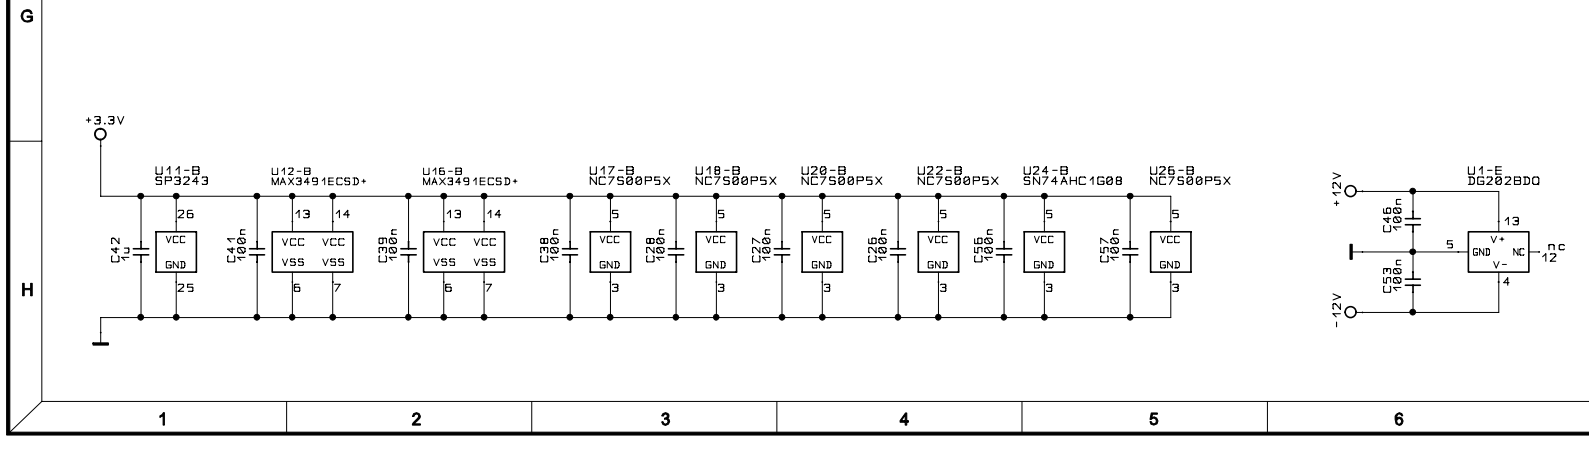 G
+3.3V
U11-B
SP3243
U12-B
MAX3491ECSD+
U16-B
MAX3491ECSD+
U17-B
NC7S00P5X
U18-B
NC7S00P5X
U20-B
NC7S00P5X
U22-B
NC7S00P5X
U24-B
SN74AHC1G08
U26-B
NC7S00P5X
U1-E
DG202BDQ
C42
1u
26
VCC
GND
25
C41
100n
13 14
VCC VCC
VSS VSS
6 7
C39
100n
13 14
VCC VCC
VSS VSS
6 7
C38
100n
5
VCC
GND
3
C28
100n
5
VCC
GND
3
C27
100n
5
VCC
GND
3
C26
100n
5
VCC
GND
3
C56
100n
5
VCC
GND
3
C57
100n
5
VCC
GND
3
+12V
C46
100n
13
V+
5 GND NC nc
12
V-
4
C53
100n
-12V
H
1 2 3 4 5 6